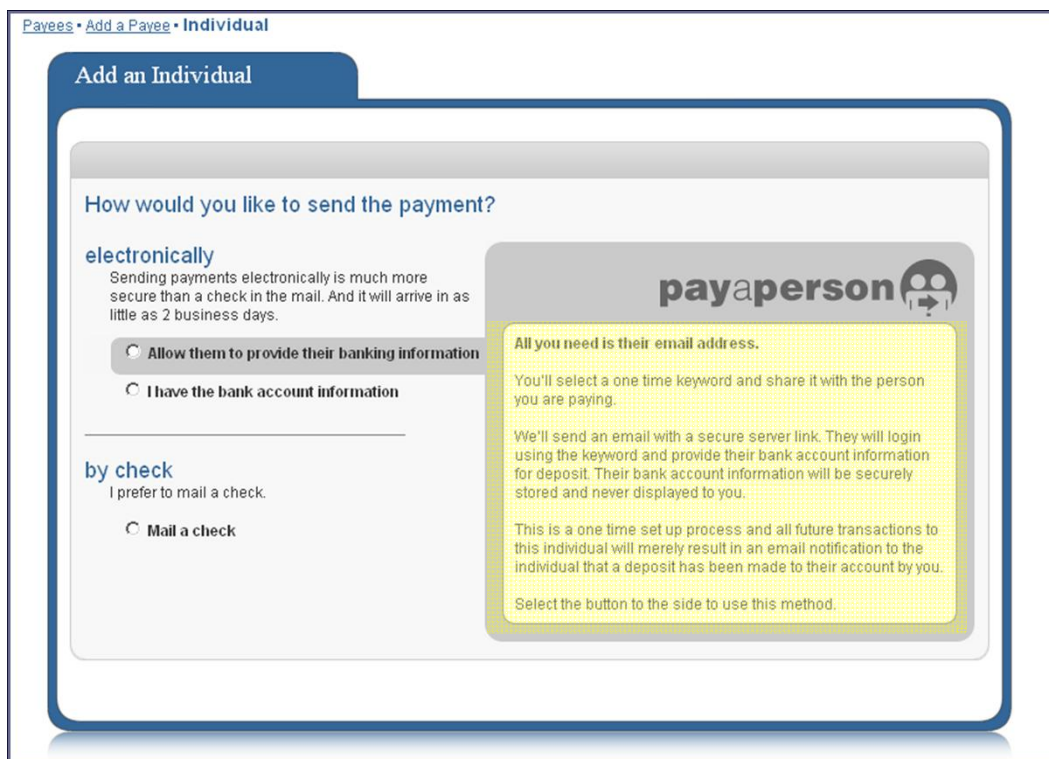 Payees • Add a Payee • Individual
Add an Individual
How would you like to send the payment?
electronically
Sending payments electronically is much more
secure than a check in the mail. And it will arrive in as
little as 2 business days.
Allow them to provide their banking information
I have the bank account information
by check
I prefer to mail a check.
Mail a check
payaperson
All you need is their email address.
You'll select a one time keyword and share it with the person
you are paying.
We'll send an email with a secure server link. They will login
using the keyword and provide their bank account information
for deposit. Their bank account information will be securely
stored and never displayed to you.
This is a one time set up process and all future transactions to
this individual will merely result in an email notification to the
individual that a deposit has been made to their account by you.
Select the button to the side to use this method.